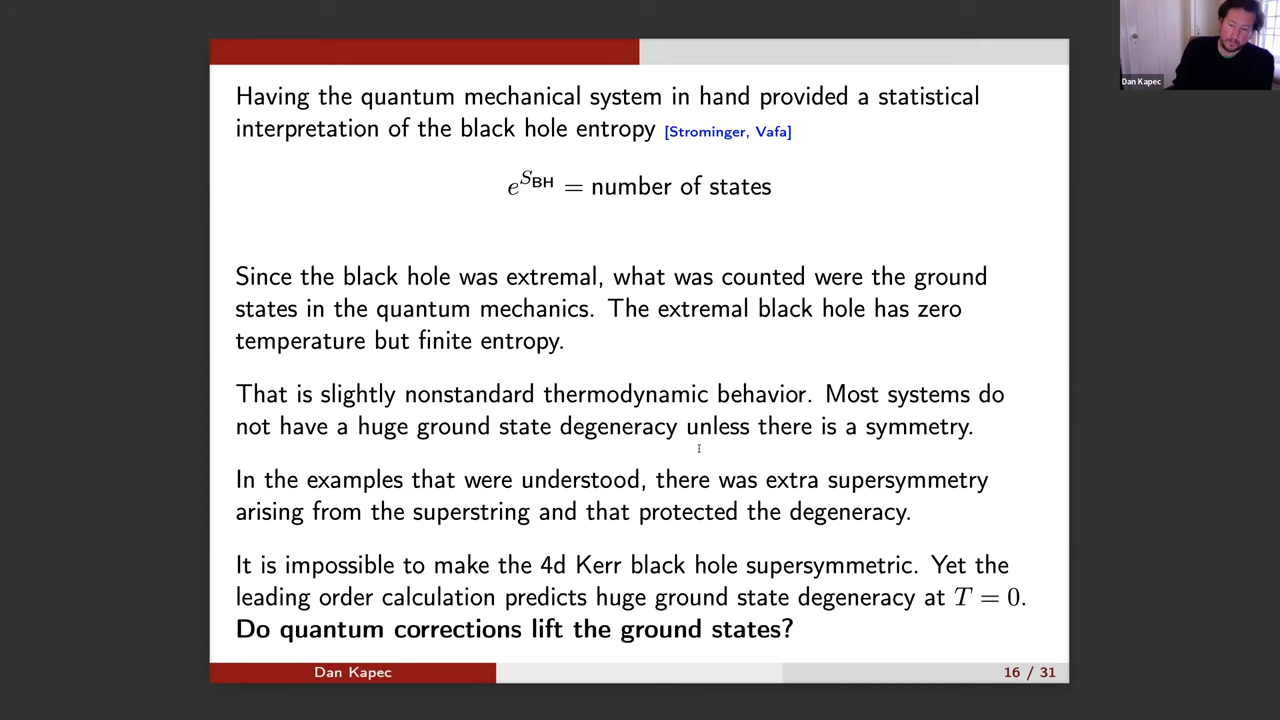 Dan Kapec
Having the quantum mechanical system in hand provided a statistical
interpretation of the black hole entropy [Strominger, Vafa]
e^{S_{BH}} = number of states
Since the black hole was extremal, what was counted were the ground
states in the quantum mechanics. The extremal black hole has zero
temperature but finite entropy.
That is slightly nonstandard thermodynamic behavior. Most systems do
not have a huge ground state degeneracy unless there is a symmetry.
In the examples that were understood, there was extra supersymmetry
arising from the superstring and that protected the degeneracy.
It is impossible to make the 4d Kerr black hole supersymmetric. Yet the
leading order calculation predicts huge ground state degeneracy at T = 0.
Do quantum corrections lift the ground states?
Dan Kapec
16 / 31